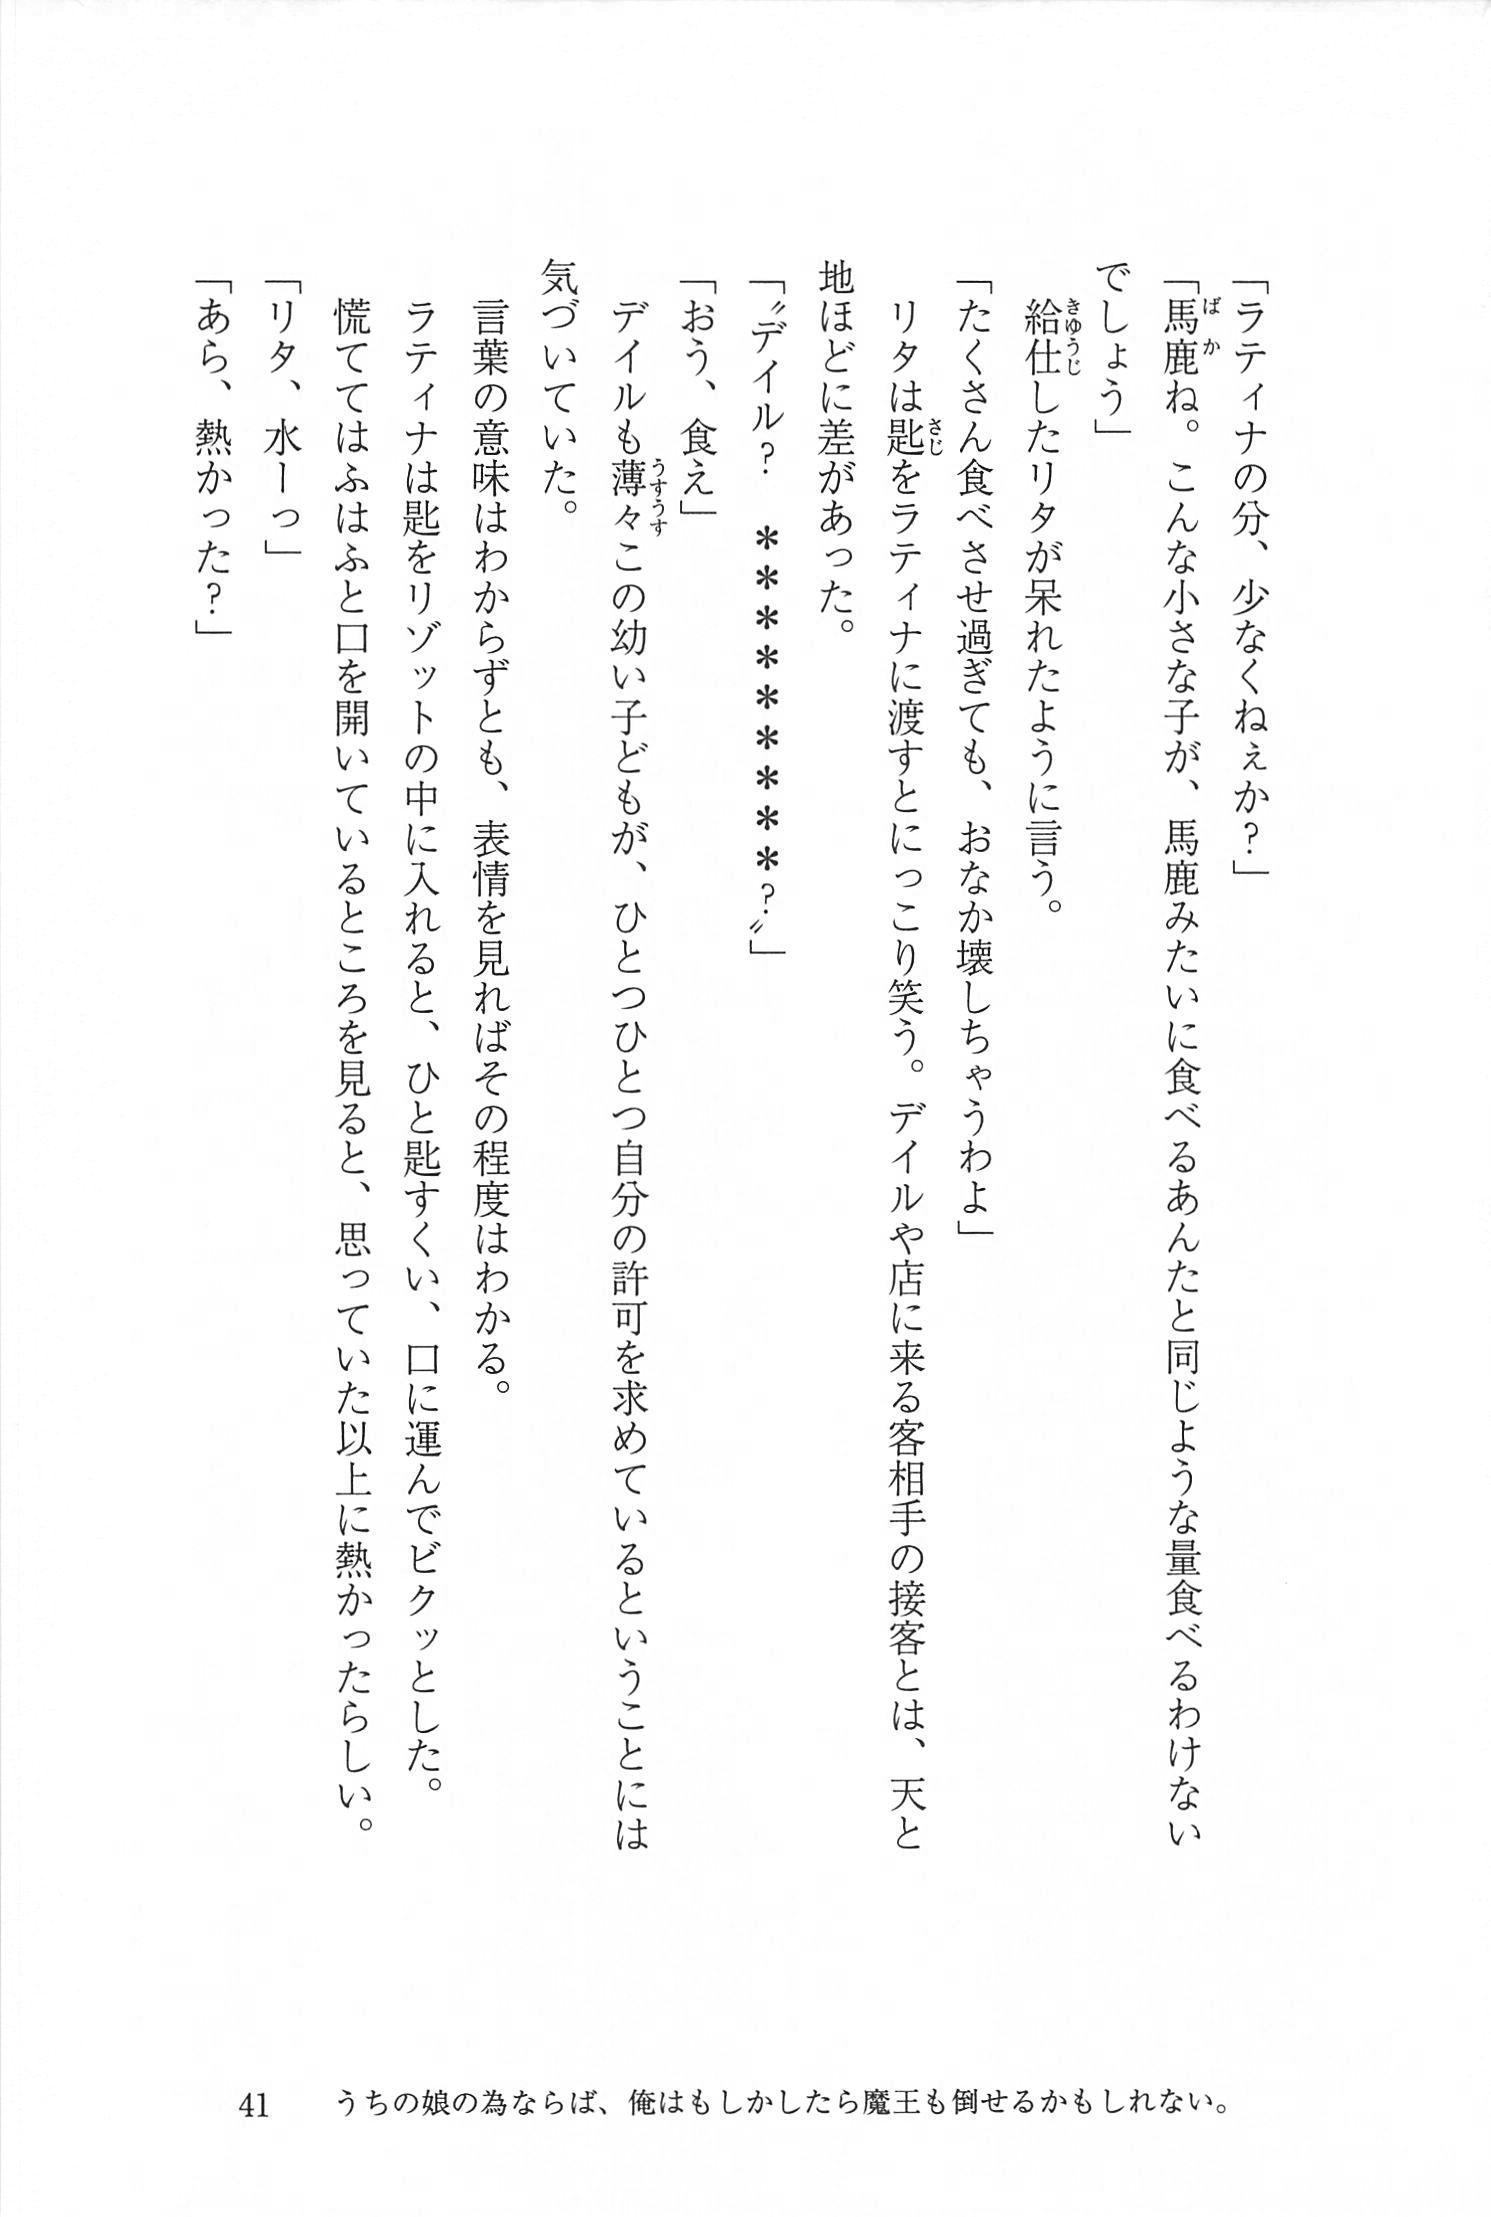 「ラティナの分、少なくねぇか？」
「馬鹿ね。こんな小さな子が、馬鹿みたいに食べるあんたと同じような量食べるわけない
でしょう」
給仕したリタが呆れたように言う。
「たくさん食べさせ過ぎても、おなか壊しちゃうわよ」
リタは匙をラティナに渡すとにっこり笑う。デイルや店に来る客相手の接客とは、天と
地ほどに差があった。
「〝デイル？　＊＊＊＊＊＊＊＊＊？〟」
「おう、食え」
デイルも薄々この幼い子どもが、ひとつひとつ自分の許可を求めているということには
気づいていた。
言葉の意味はわからずとも、表情を見ればその程度はわかる。
ラティナは匙をリゾットの中に入れると、ひと匙すくい、口に運んでビクッとした。
慌ててはふはふと口を開いているところを見ると、思っていた以上に熱かったらしい。
「リタ、水ーっ」
「あら、熱かった？」
41　うちの娘の為ならば、俺はもしかしたら魔王も倒せるかもしれない。